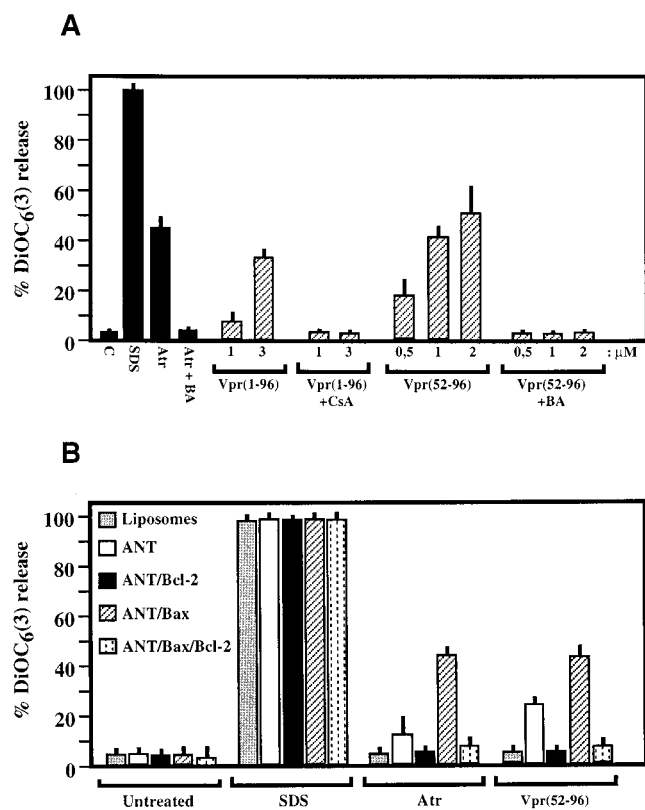 A
% DiOC6(3) release
100
80
60
40
20
0
C
SDS
Atr
Atr + BA
1 3
1 3
0,5 1 2
0,5 1 2 : µM
Vpr(1-96)
Vpr(1-96)
+CsA
Vpr(52-96)
Vpr(52-96)
+BA
B
% DiOC6(3) release
100
80
60
40
20
0
Liposomes
ANT
ANT/Bcl-2
ANT/Bax
ANT/Bax/Bcl-2
Untreated
SDS
Atr
Vpr(52-96)